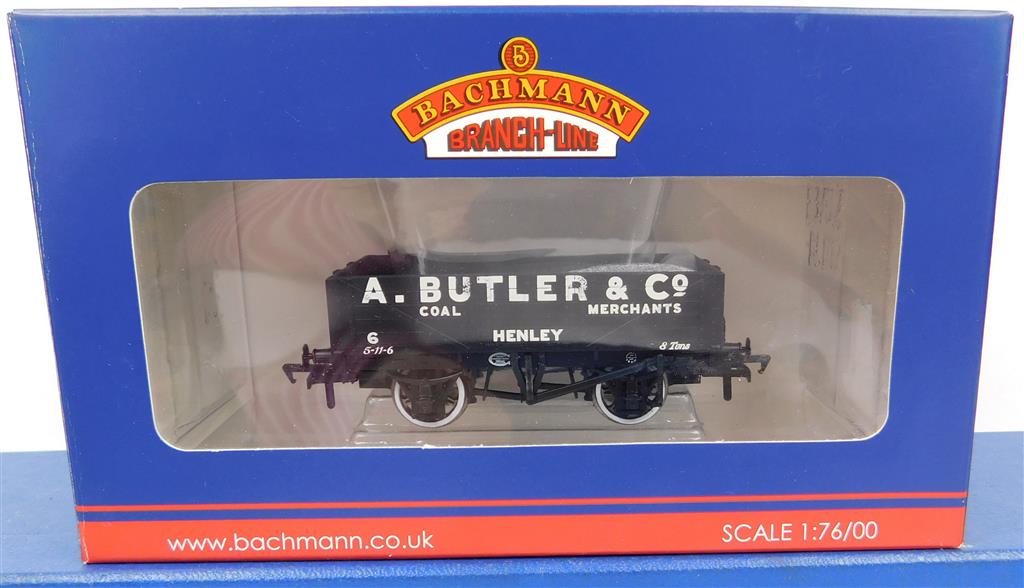 B
BACHMANN
BRANCH-LINE
A. BUTLER & Cº
COAL MERCHANTS
6 HENLEY
5-11-6 8 Tons
www.bachmann.co.uk SCALE 1:76/00